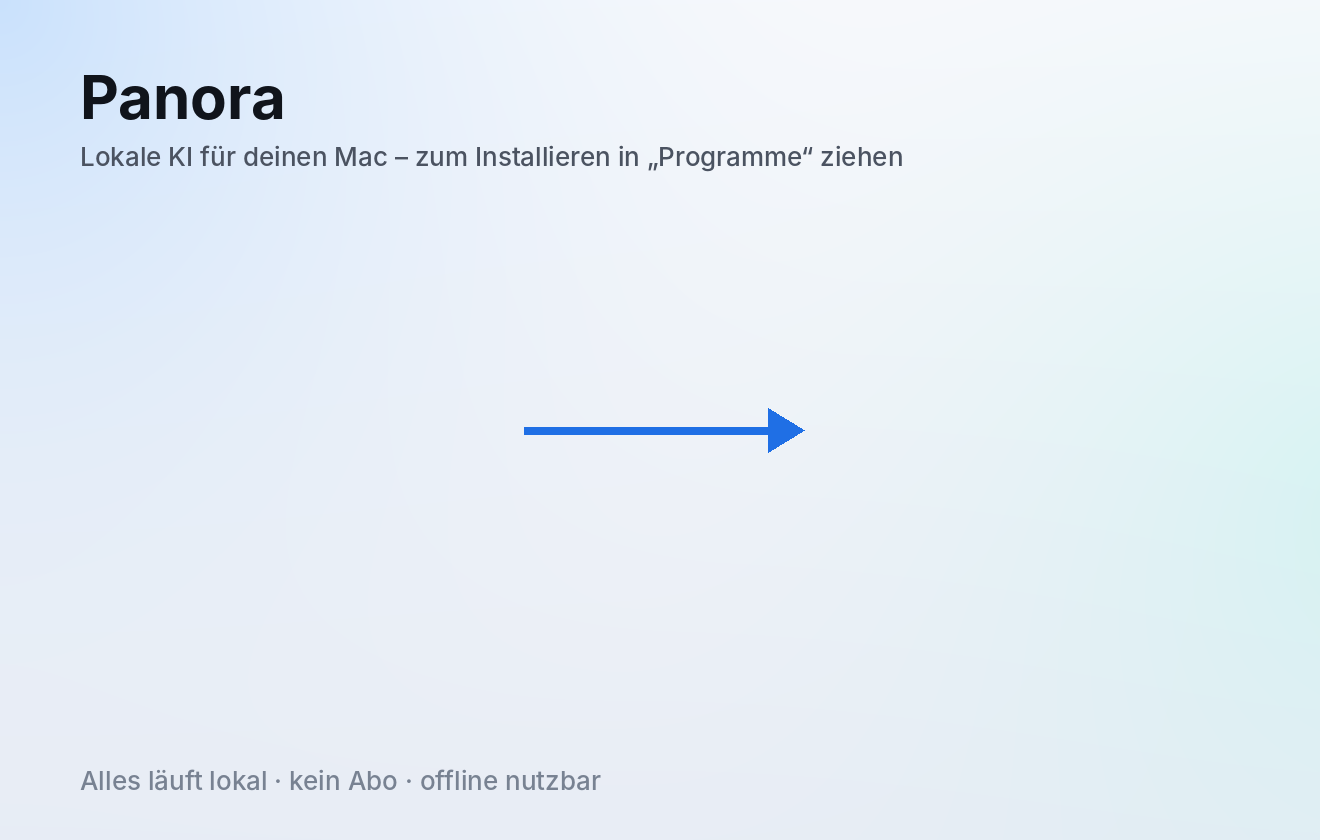 Panora
Lokale KI für deinen Mac – zum Installieren in „Programme“ ziehen
Alles läuft lokal · kein Abo · offline nutzbar